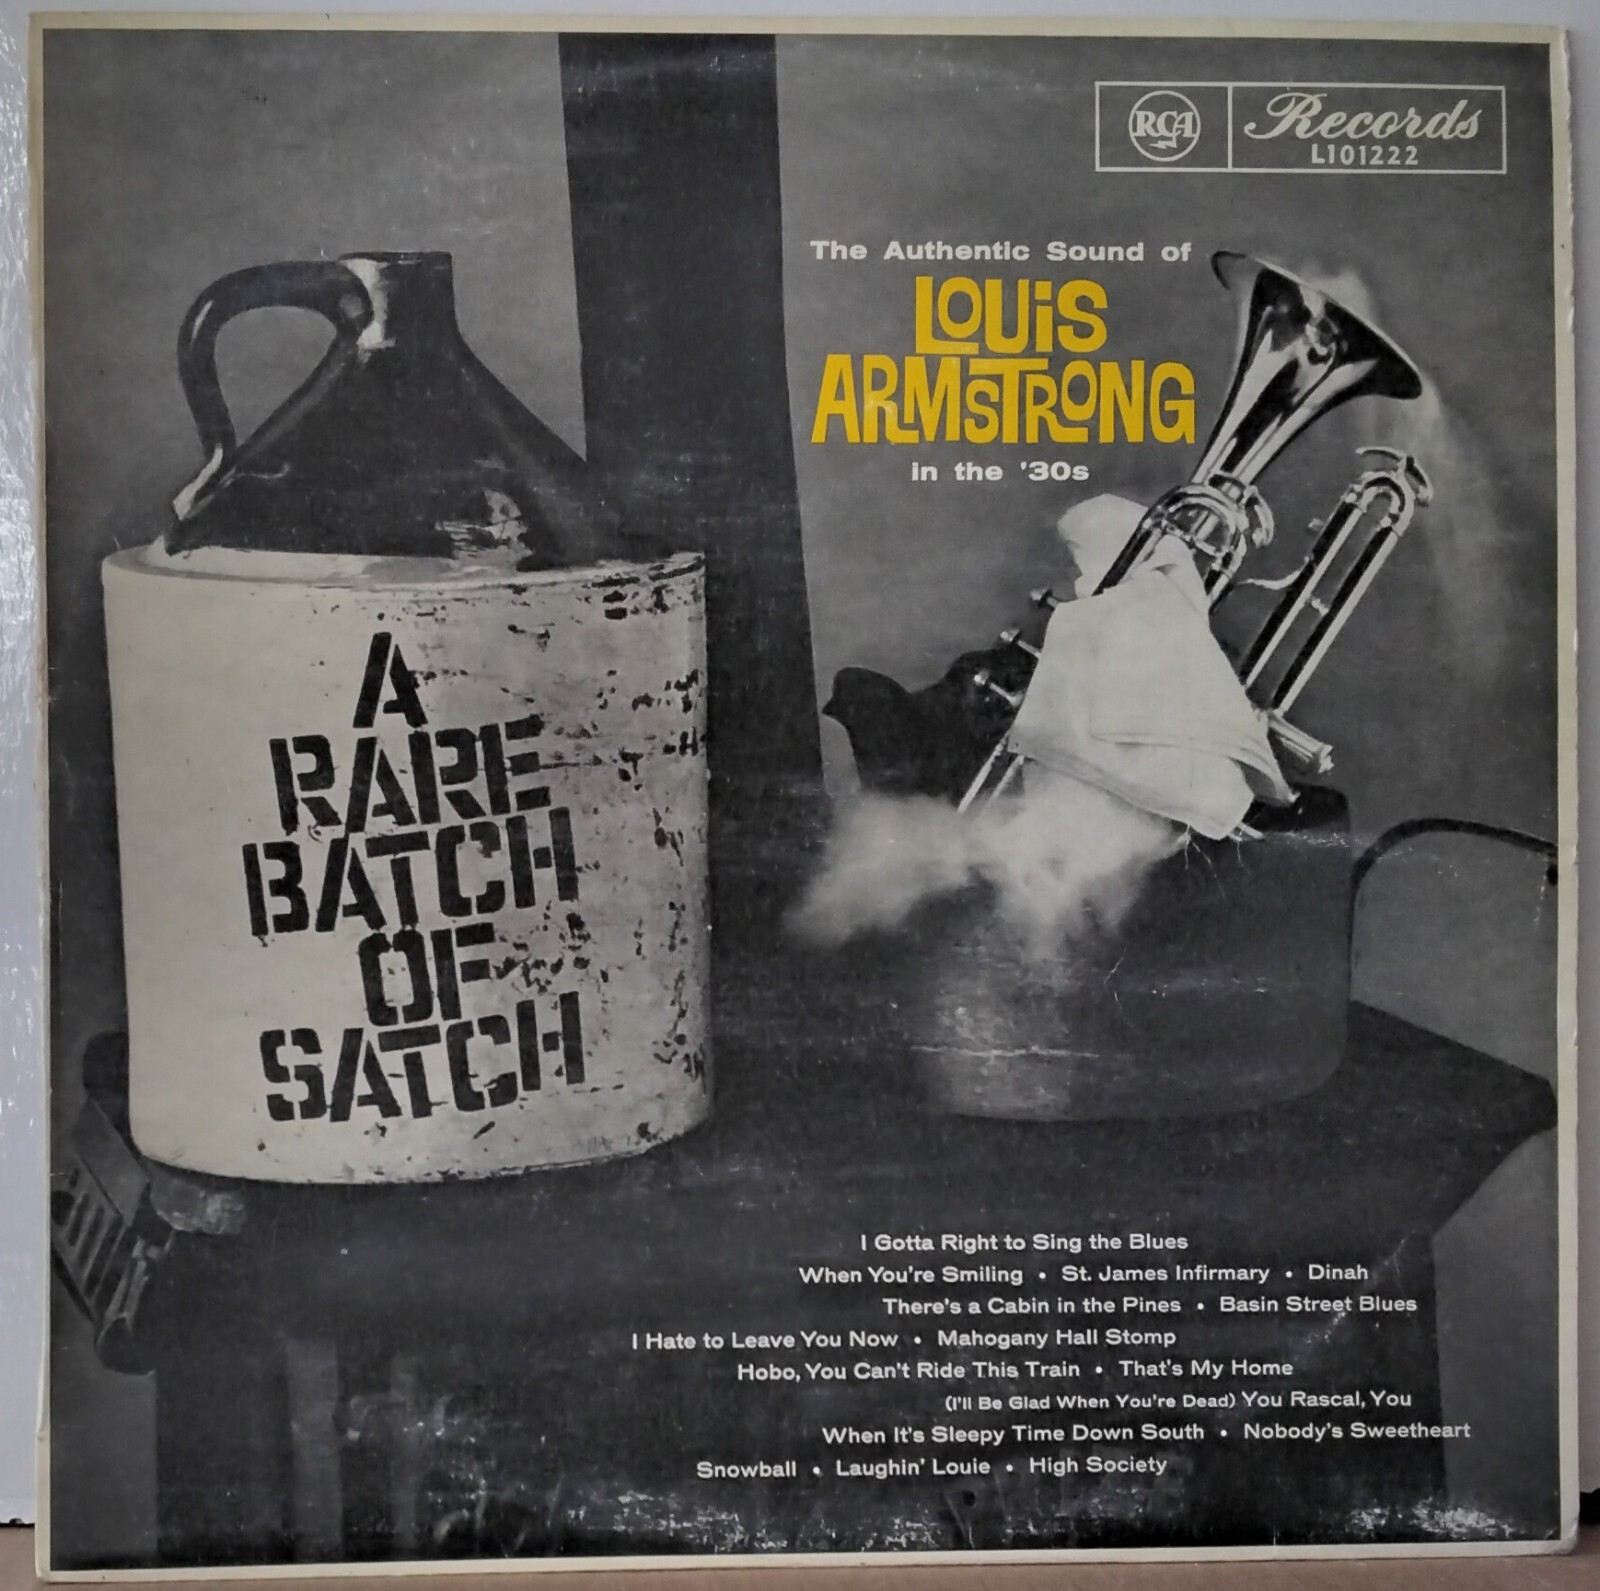 RCA Records
L101222
The Authentic Sound of
LOUiS
ARMSTRONG
in the '30s
A
RARE
BATCH
OF
SATCH
I Gotta Right to Sing the Blues
When You're Smiling • St. James Infirmary • Dinah
There's a Cabin in the Pines • Basin Street Blues
I Hate to Leave You Now • Mahogany Hall Stomp
Hobo, You Can't Ride This Train • That's My Home
(I'll Be Glad When You're Dead) You Rascal, You
When It's Sleepy Time Down South • Nobody's Sweetheart
Snowball • Laughin' Louie • High Society